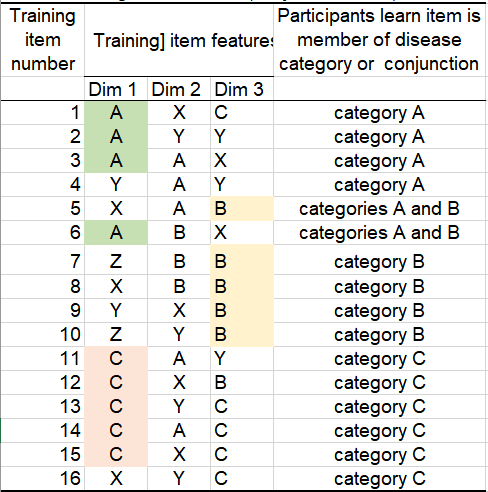 Training item number Training] item features Participants learn item is member of disease category or conjunction
Dim 1 Dim 2 Dim 3
1 A X C category A
2 A Y Y category A
3 A A X category A
4 Y A Y category A
5 X A B categories A and B
6 A B X categories A and B
7 Z B B category B
8 X B B category B
9 Y X B category B
10 Z Y B category B
11 C A Y category C
12 C X B category C
13 C Y C category C
14 C A C category C
15 C X C category C
16 X Y C category C